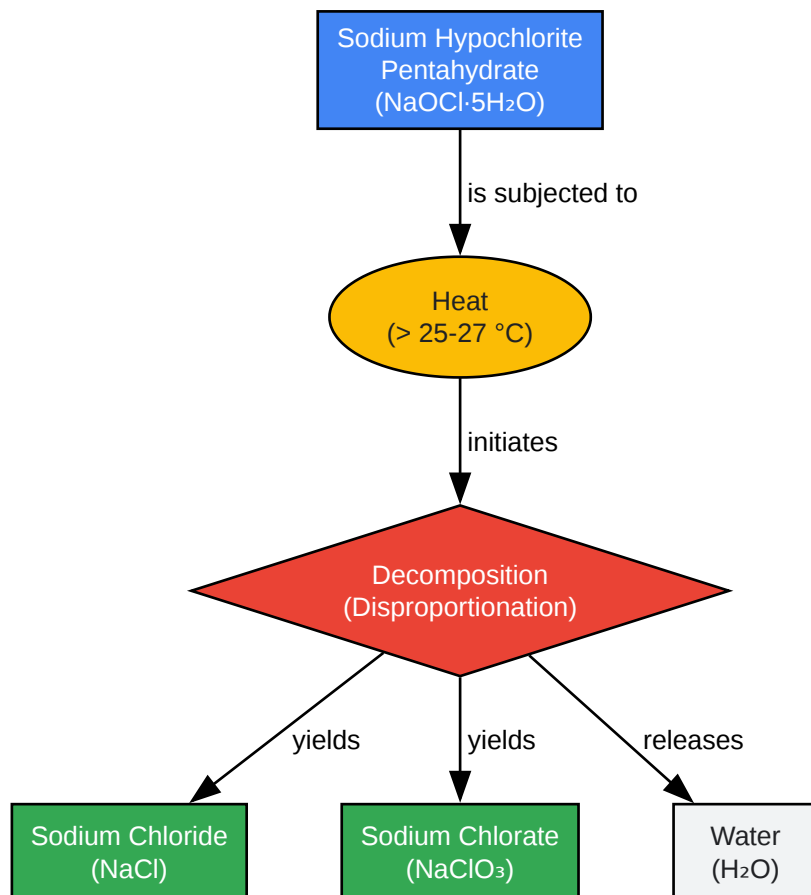 Sodium Hypochlorite
Pentahydrate
(NaOCl·5H₂O)
is subjected to
Heat
(> 25-27 °C)
initiates
Decomposition
(Disproportionation)
yields
yields
releases
Sodium Chloride
(NaCl)
Sodium Chlorate
(NaClO₃)
Water
(H₂O)